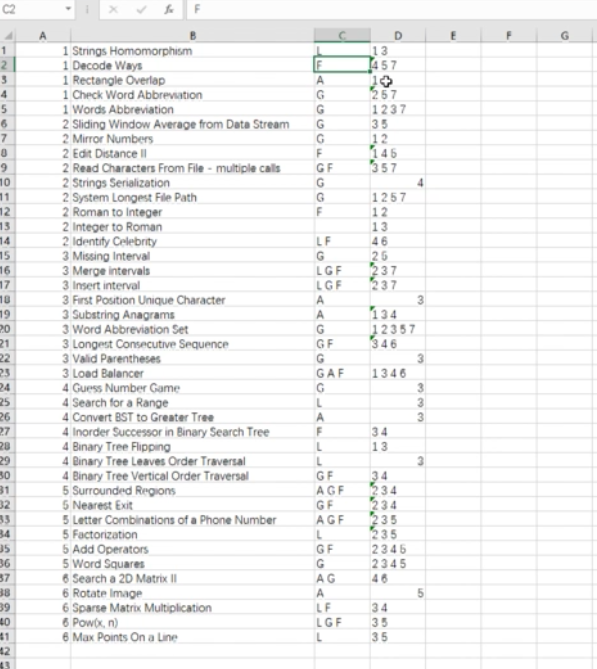 C2 F
A B C D E F G
1 1 Strings Homomorphism L 1 3
2 1 Decode Ways F 4 5 7
3 1 Rectangle Overlap A 1
4 1 Check Word Abbreviation G 2 5 7
5 1 Words Abbreviation G 1 2 3 7
6 2 Sliding Window Average from Data Stream G 3 5
7 2 Mirror Numbers G 1 2
8 2 Edit Distance II F 1 4 5
9 2 Read Characters From File - multiple calls G F 3 5 7
10 2 Strings Serialization G 4
11 2 System Longest File Path G 1 2 5 7
12 2 Roman to Integer F 1 2
13 2 Integer to Roman 1 3
14 2 Identify Celebrity L F 4 6
15 3 Missing Interval G 2 5
16 3 Merge intervals L G F 2 3 7
17 3 Insert interval L G F 2 3 7
18 3 First Position Unique Character A 3
19 3 Substring Anagrams A 1 3 4
20 3 Word Abbreviation Set G 1 2 3 5 7
21 3 Longest Consecutive Sequence G F 3 4 6
22 3 Valid Parentheses G 3
23 3 Load Balancer G A F 1 3 4 6
24 4 Guess Number Game G 3
25 4 Search for a Range L 3
26 4 Convert BST to Greater Tree A 3
27 4 Inorder Successor in Binary Search Tree F 3 4
28 4 Binary Tree Flipping L 1 3
29 4 Binary Tree Leaves Order Traversal L 3
30 4 Binary Tree Vertical Order Traversal G F 3 4
31 5 Surrounded Regions A G F 2 3 4
32 5 Nearest Exit G F 2 3 4
33 5 Letter Combinations of a Phone Number A G F 2 3 5
34 5 Factorization L 2 3 5
35 5 Add Operators G F 2 3 4 5
36 5 Word Squares G 2 3 4 5
37 6 Search a 2D Matrix II A G 4 6
38 6 Rotate Image A 5
39 6 Sparse Matrix Multiplication L F 3 4
40 6 Pow(x, n) L G F 3 5
41 6 Max Points On a Line L 3 5
42
43